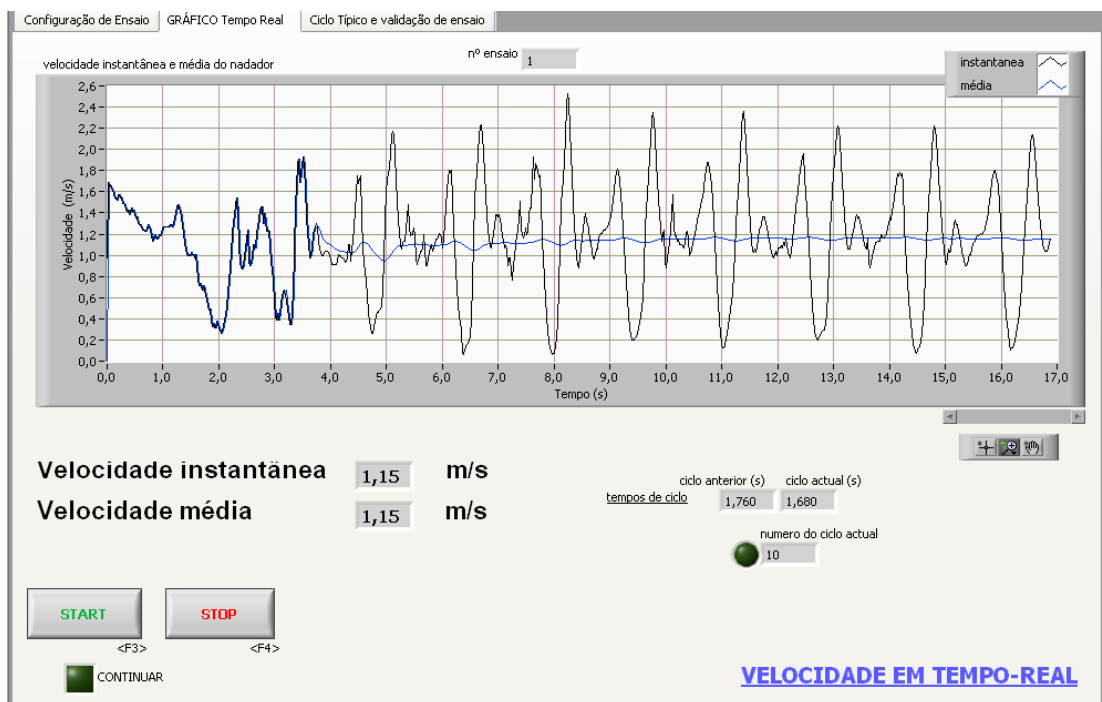 Configuração de Ensaio GRÁFICO Tempo Real Ciclo Típico e validação de ensaio
nº ensaio 1
velocidade instantânea e média do nadador
instantanea
média
Velocidade (m/s)
2,6
2,4
2,2
2,0
1,8
1,6
1,4
1,2
1,0
0,8
0,6
0,4
0,2
0,0
0,0 1,0 2,0 3,0 4,0 5,0 6,0 7,0 8,0 9,0 10,0 11,0 12,0 13,0 14,0 15,0 16,0 17,0
Tempo (s)
Velocidade instantânea 1,15 m/s
Velocidade média 1,15 m/s
ciclo anterior (s) ciclo actual (s)
tempos de ciclo 1,760 1,680
numero do ciclo actual
10
START STOP
<F3> <F4>
CONTINUAR
VELOCIDADE EM TEMPO-REAL